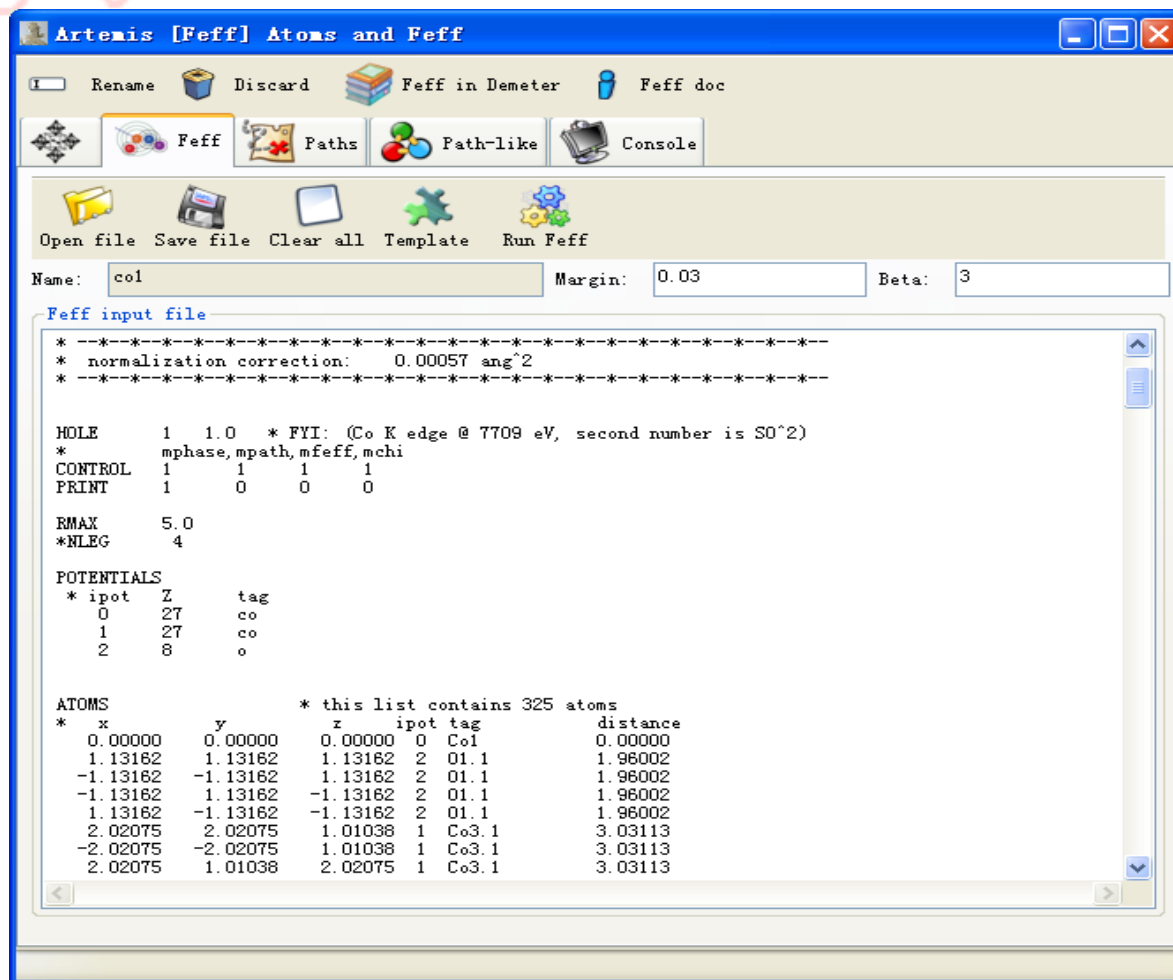 Artemis [Feff] Atoms and Feff
Rename Discard Feff in Demeter Feff doc
Feff Paths Path-like Console
Open file Save file Clear all Template Run Feff
Name: co1 Margin: 0.03 Beta: 3
Feff input file
* --*--*--*--*--*--*--*--*--*--*--*--*--*--*--*--*--*--*--*--*--*--*--*--*--*--
* normalization correction: 0.00057 ang^2
* --*--*--*--*--*--*--*--*--*--*--*--*--*--*--*--*--*--*--*--*--*--*--*--*--*--
HOLE 1 1.0 * FYI: (Co K edge @ 7709 eV, second number is S0^2)
* mphase,mpath,mfeff,mchi
CONTROL 1 1 1 1
PRINT 1 0 0 0
RMAX 5.0
*NLEG 4
POTENTIALS
* ipot Z tag
0 27 co
1 27 co
2 8 o
ATOMS * this list contains 325 atoms
* x y z ipot tag distance
0.00000 0.00000 0.00000 0 Co1 0.00000
1.13162 1.13162 1.13162 2 O1.1 1.96002
-1.13162 -1.13162 1.13162 2 O1.1 1.96002
-1.13162 1.13162 -1.13162 2 O1.1 1.96002
1.13162 -1.13162 -1.13162 2 O1.1 1.96002
2.02075 2.02075 1.01038 1 Co3.1 3.03113
-2.02075 -2.02075 1.01038 1 Co3.1 3.03113
2.02075 1.01038 2.02075 1 Co3.1 3.03113